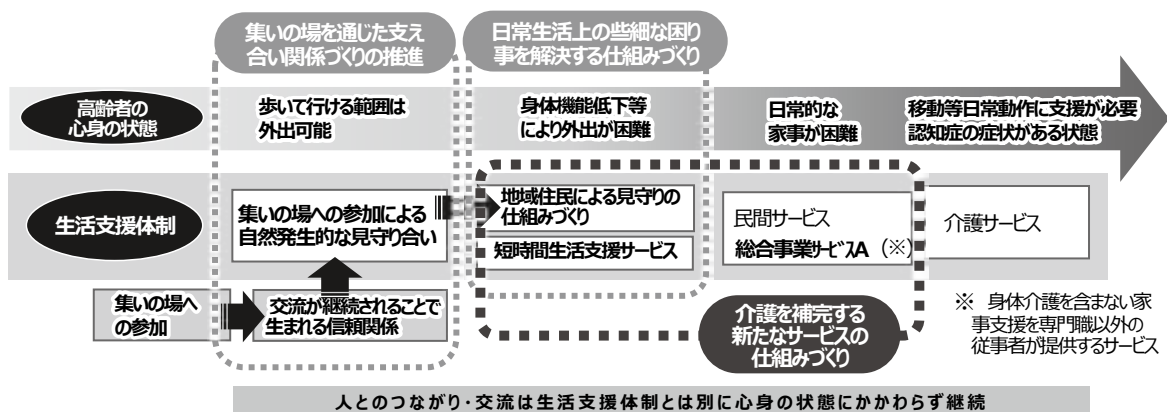 集いの場を通じた支え
合い関係づくりの推進
日常生活上の些細な困り
事を解決する仕組みづくり
高齢者の
心身の状態
歩いて行ける範囲は
外出可能
身体機能低下等
により外出が困難
日常的な
家事が困難
移動等日常動作に支援が必要
認知症の症状がある状態
生活支援体制
集いの場への参加による
自然発生的な見守り合い
地域住民による見守りの
仕組みづくり
短時間生活支援サービス
民間サービス
総合事業サービスA（※）
介護サービス
集いの場へ
の参加
交流が継続されることで
生まれる信頼関係
介護を補完する
新たなサービスの
仕組みづくり
※ 身体介護を含まない家
事支援を専門職以外の
従事者が提供するサービス
人とのつながり・交流は生活支援体制とは別に心身の状態にかかわらず継続